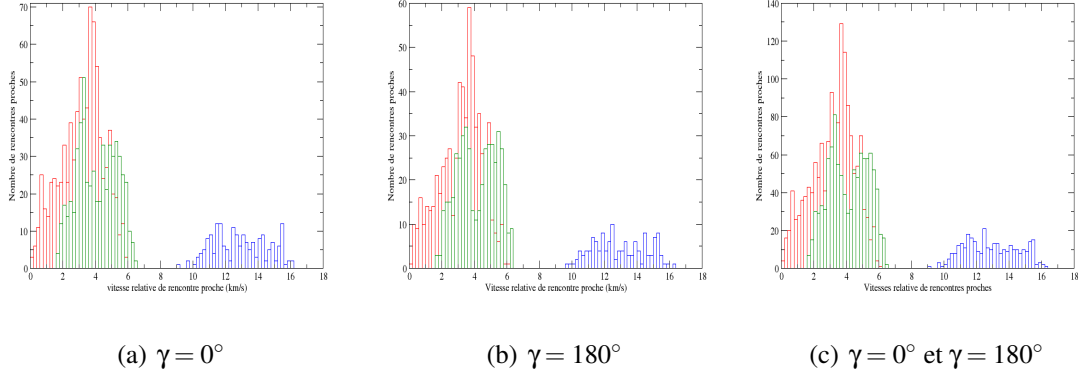 70
60
50
40
30
20
10
0
Nombre de rencontres proches
0 2 4 6 8 10 12 14 16 18
vitesse relative de rencontre proche (km/s)
(a) γ = 0°
60
50
40
30
20
10
0
Nombre de rencontres proches
0 2 4 6 8 10 12 14 16 18
Vitesse relative de rencontre proche (km/s)
(b) γ = 180°
140
120
100
80
60
40
20
0
Nombre de rencontres proches
0 2 4 6 8 10 12 14 16 18
Vitesses relative de rencontres proches
(c) γ = 0° et γ = 180°